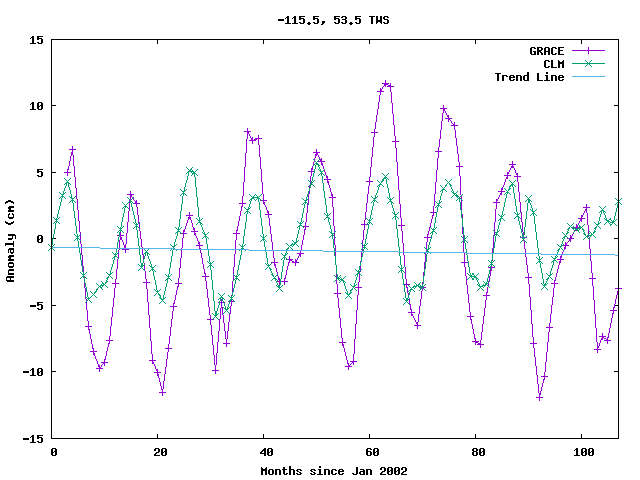 -115.5, 53.5 TWS
GRACE
CLM
Trend Line
15
10
5
0
-5
-10
-15
Anomaly (cm)
0 20 40 60 80 100
Months since Jan 2002